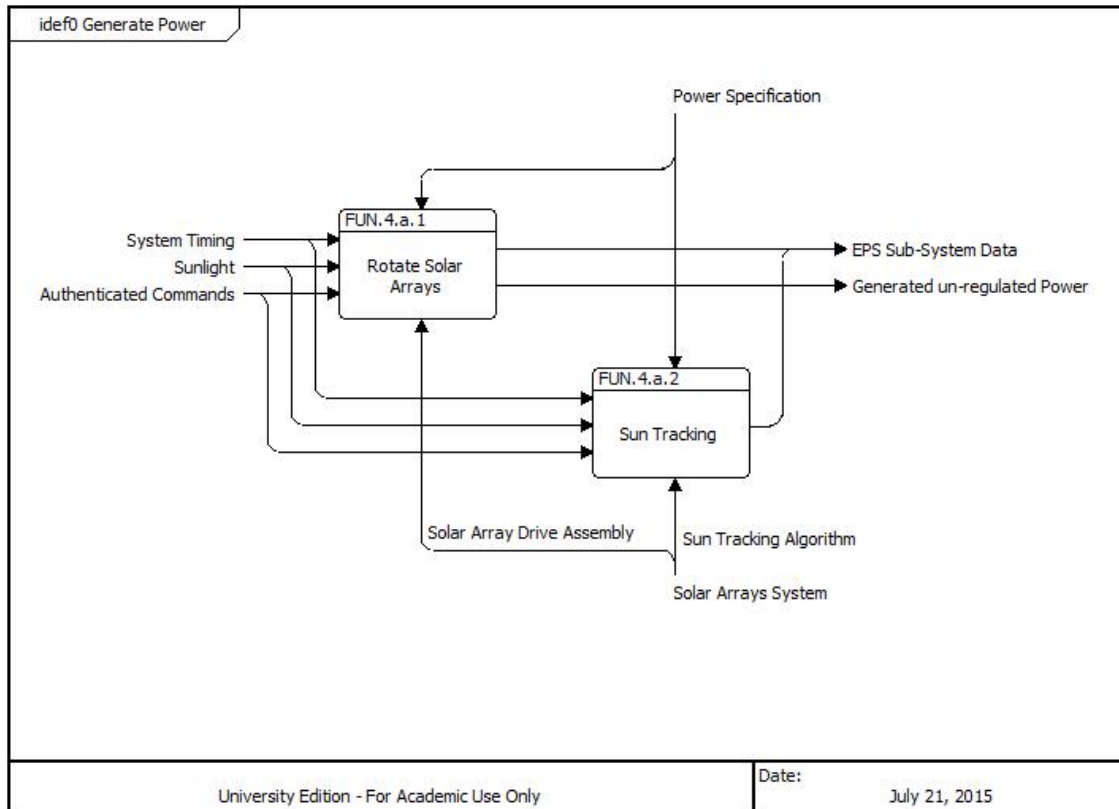 idef0 Generate Power
Power Specification
FUN.4.a.1
Rotate Solar
Arrays
System Timing
Sunlight
Authenticated Commands
EPS Sub-System Data
Generated un-regulated Power
FUN.4.a.2
Sun Tracking
Solar Array Drive Assembly
Sun Tracking Algorithm
Solar Arrays System
University Edition - For Academic Use Only
Date:
July 21, 2015